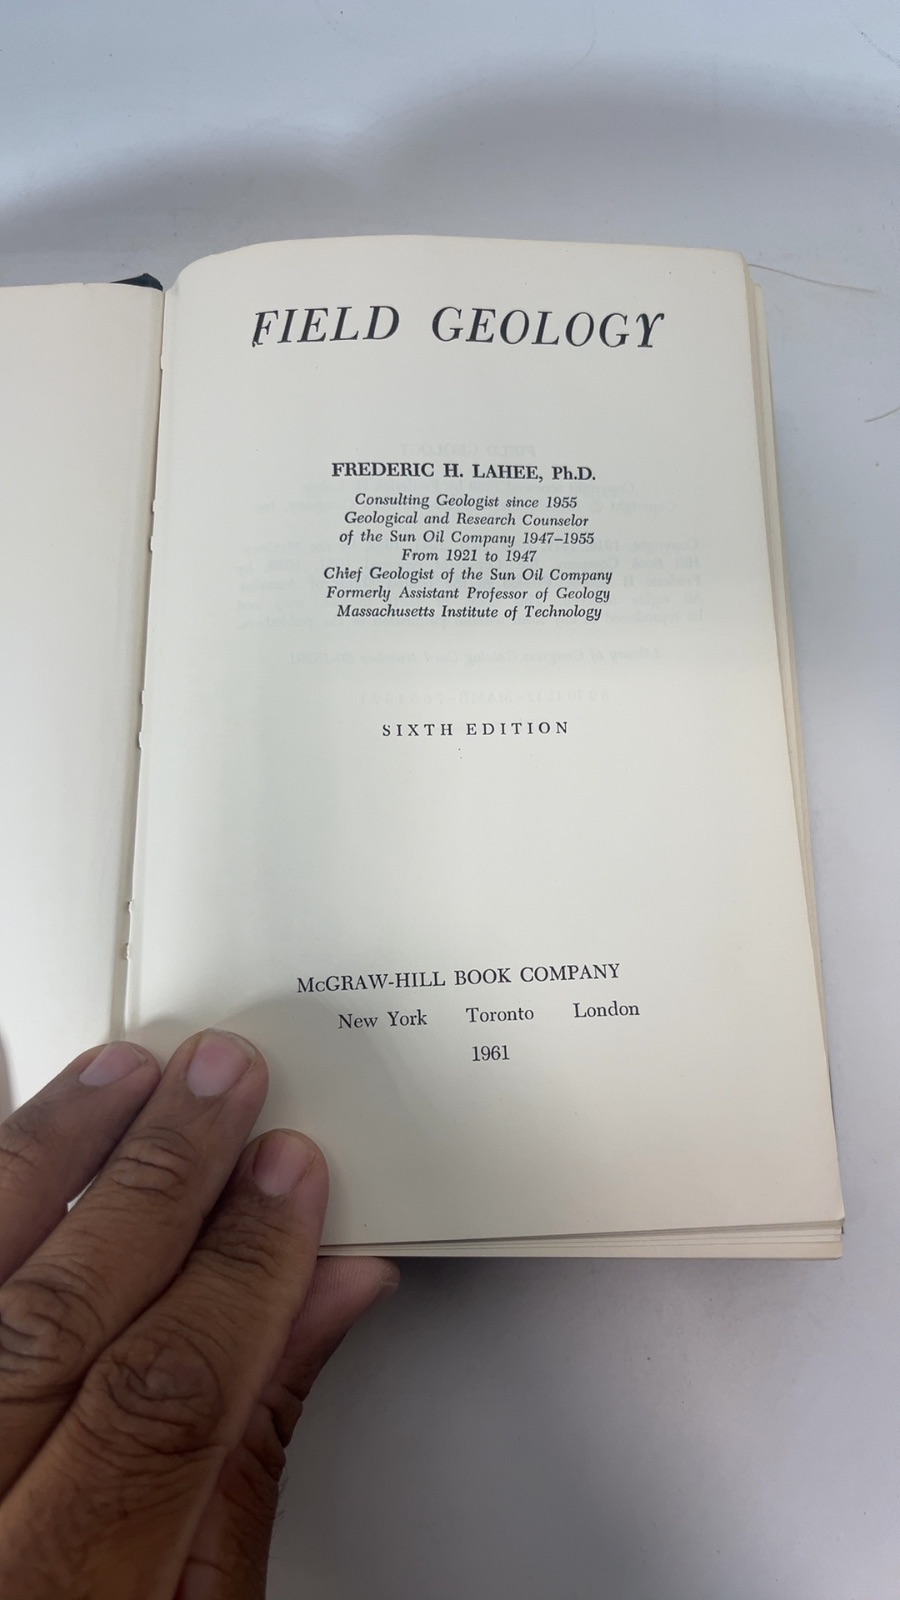 FIELD GEOLOGY
FREDERIC H. LAHEE, Ph.D.
Consulting Geologist since 1955
Geological and Research Counselor
of the Sun Oil Company 1947–1955
From 1921 to 1947
Chief Geologist of the Sun Oil Company
Formerly Assistant Professor of Geology
Massachusetts Institute of Technology
SIXTH EDITION
McGRAW-HILL BOOK COMPANY
New York Toronto London
1961